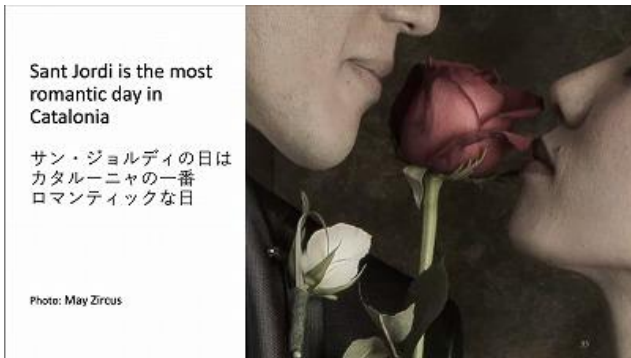 Sant Jordi is the most
romantic day in
Catalonia
サン・ジョルディの日は
カタルーニャの一番
ロマンティックな日
Photo: May Zircus